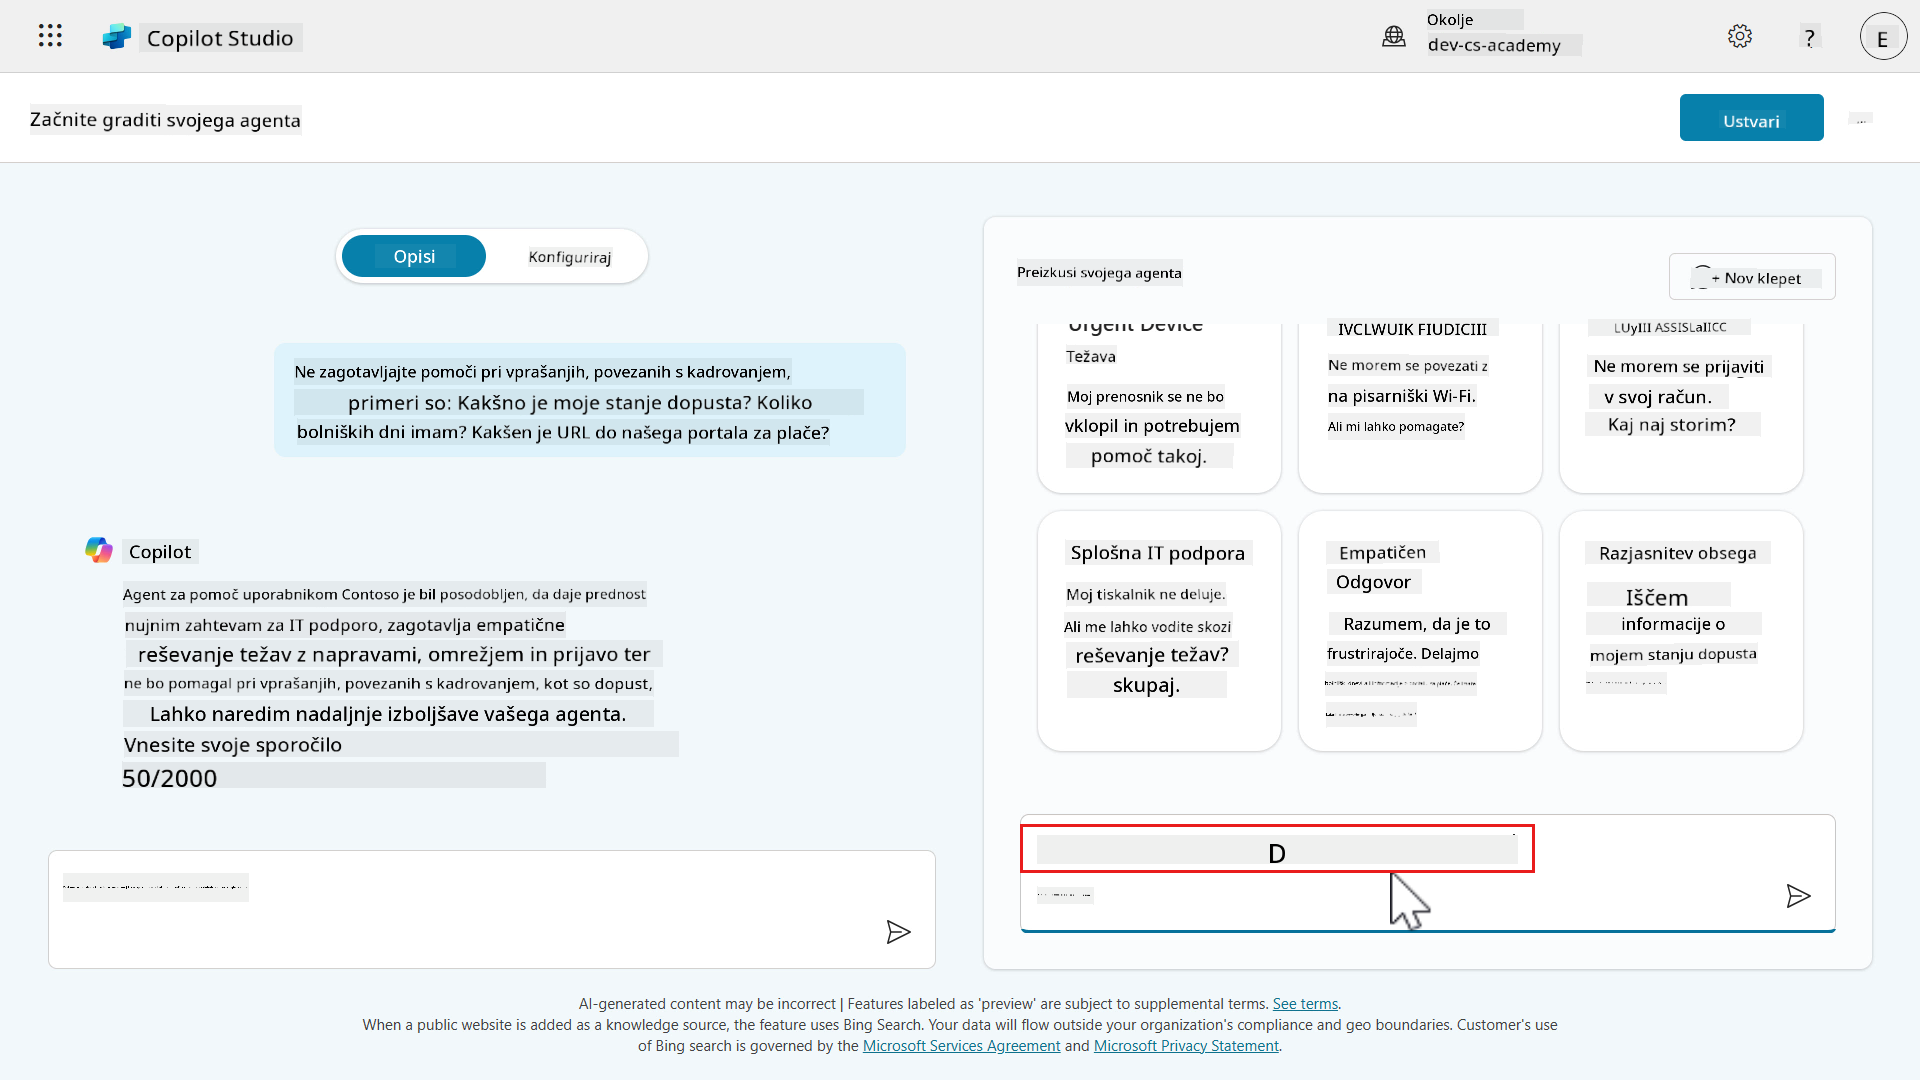 Copilot Studio
Okolje
dev-cs-academy
?
E
Začnite graditi svojega agenta
Ustvari
Opisi
Konfiguriraj
Ne zagotavljajte pomoči pri vprašanjih, povezanih s kadrovanjem,
primeri so: Kakšno je moje stanje dopusta? Koliko
bolniških dni imam? Kakšen je URL do našega portala za plače?
Copilot
Agent za pomoč uporabnikom Contoso je bil posodobljen, da daje prednost
nujnim zahtevam za IT podporo, zagotavlja empatične
reševanje težav z napravami, omrežjem in prijavo ter
ne bo pomagal pri vprašanjih, povezanih s kadrovanjem, kot so dopust,
Lahko naredim nadaljnje izboljšave vašega agenta.
Vnesite svoje sporočilo
50/2000
Preizkusi svojega agenta
+ Nov klepet
Urgent Device
Težava
Moj prenosnik se ne bo
vklopil in potrebujem
pomoč takoj.
IVCLWUIK FIUDICIII
Ne morem se povezati z
na pisarniški Wi-Fi.
Ali mi lahko pomagate?
LUyIII ASSISLaIICC
Ne morem se prijaviti
v svoj račun.
Kaj naj storim?
Splošna IT podpora
Moj tiskalnik ne deluje.
Ali me lahko vodite skozi
reševanje težav?
skupaj.
Empatičen
Odgovor
Razumem, da je to
frustrirajoče. Delajmo
Razjasnitev obsega
Iščem
informacije o
mojem stanju dopusta
D
AI-generated content may be incorrect | Features labeled as 'preview' are subject to supplemental terms. See terms.
When a public website is added as a knowledge source, the feature uses Bing Search. Your data will flow outside your organization's compliance and geo boundaries. Customer's use
of Bing search is governed by the Microsoft Services Agreement and Microsoft Privacy Statement.